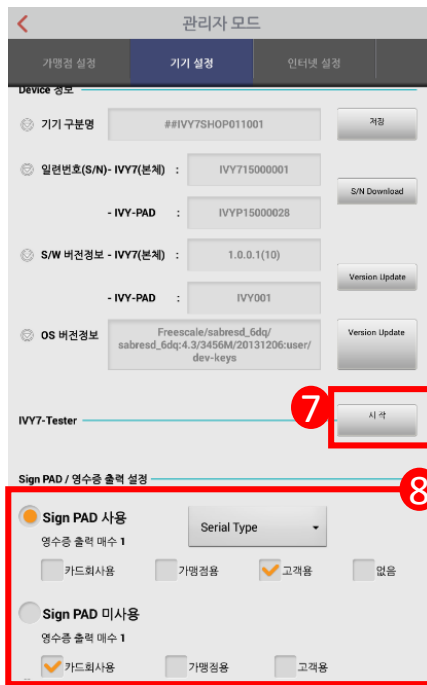 관리자 모드
가맹점 설정 기기 설정 인터넷 설정
Device 정보
기기 구분명 ##IVY7SHOP011001 저장
일련번호(S/N)- IVY7(본체) : IVY715000001
S/N Download
- IVY-PAD : IVYP15000028
S/W 버전정보 - IVY7(본체) : 1.0.0.1(10)
Version Update
- IVY-PAD : IVY001
OS 버전정보 Freescale/sabresd_6dq/ Version Update
sabresd_6dq:4.3/3456M/20131206:user/
dev-keys
7
IVY7-Tester 시작
Sign PAD / 영수증 출력 설정
8
Sign PAD 사용 Serial Type
영수증 출력 매수 1
카드회사용 가맹점용 고객용 없음
Sign PAD 미사용
영수증 출력 매수 1
카드회사용 가맹점용 고객용